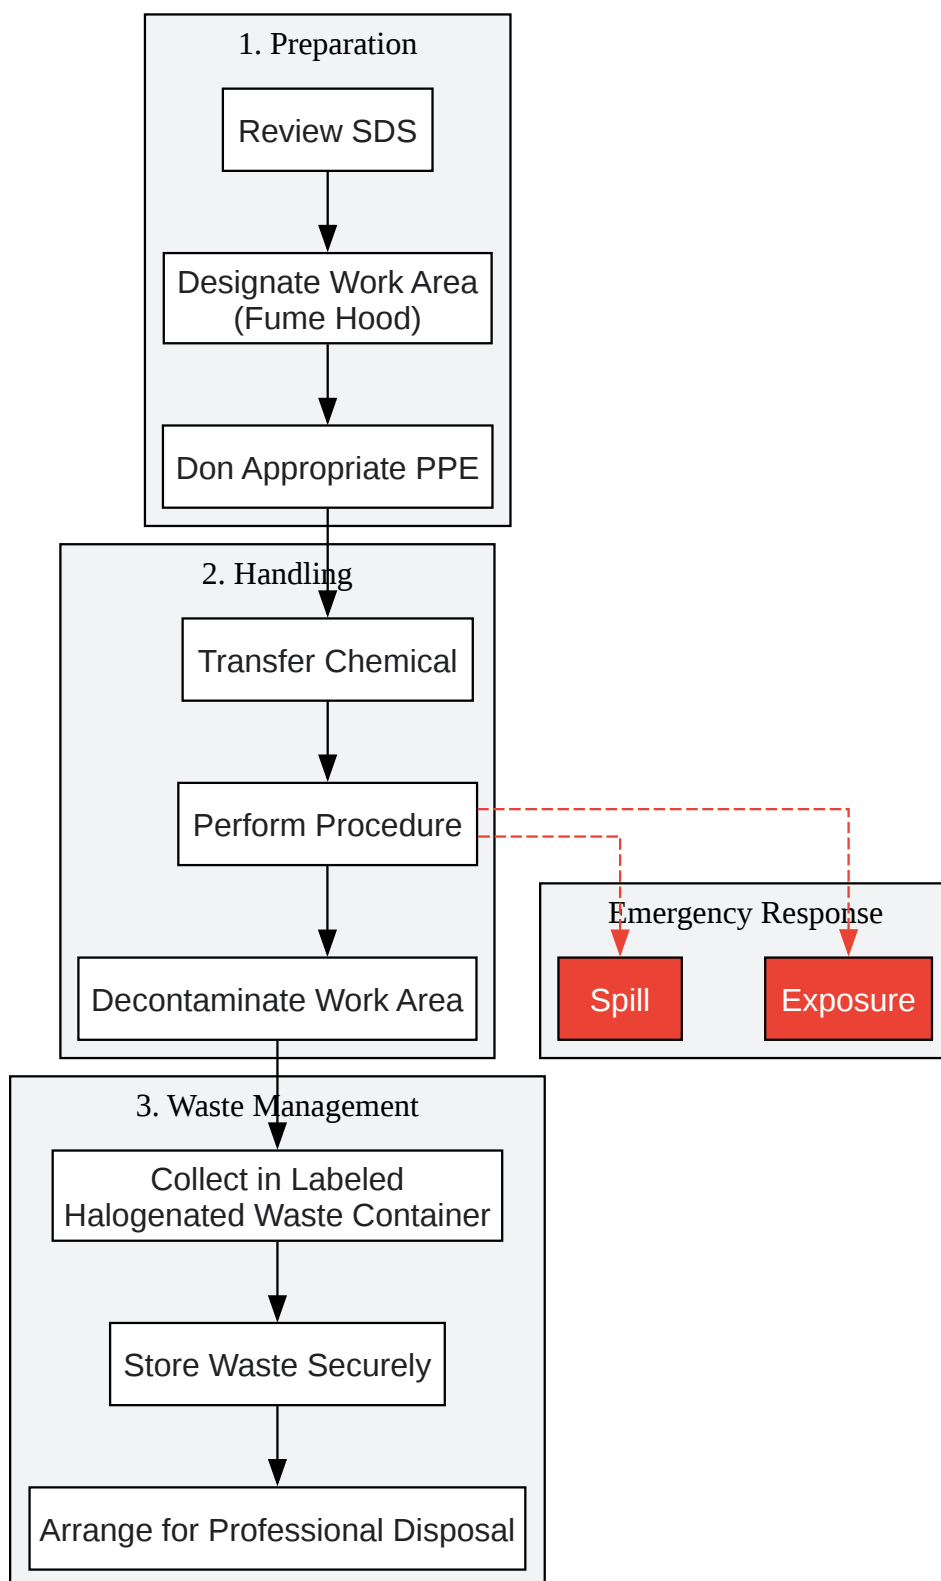 1. Preparation
Review SDS
Designate Work Area
(Fume Hood)
Don Appropriate PPE
2. Handling
Transfer Chemical
Perform Procedure
Decontaminate Work Area
Emergency Response
Spill
Exposure
3. Waste Management
Collect in Labeled
Halogenated Waste Container
Store Waste Securely
Arrange for Professional Disposal